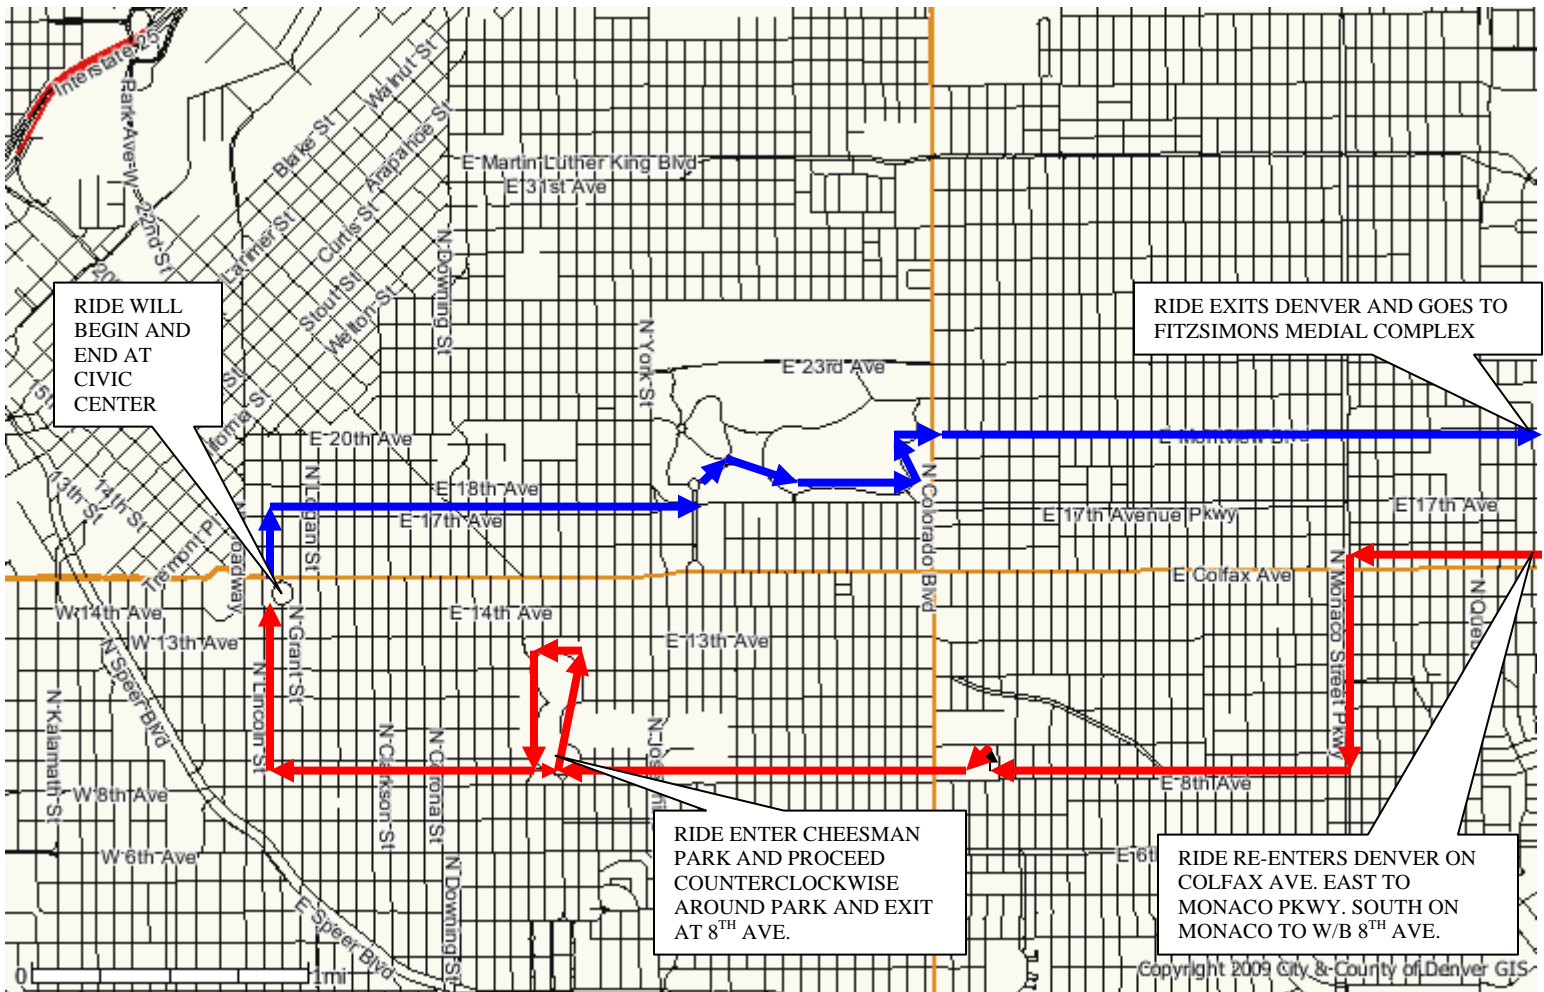 Interstate 25
Park Ave W
22nd St
Walnut St
Blake St
Arapahoe St
E Martin Luther King Blvd
E 31st Ave
Larimer St
Curtis St
N Downing St
Stout St
Welton St
RIDE WILL
BEGIN AND
END AT
CIVIC
CENTER
RIDE EXITS DENVER AND GOES TO
FITZSIMONS MEDIAL COMPLEX
N York St
E 23rd Ave
E 20th Ave
E Montview Blvd
13th St
14th St
Tremont Pl
N Logan St
E 18th Ave
E 17th Ave
N Colorado Blvd
E 17th Avenue Pkwy
E 17th Ave
E Colfax Ave
W 14th Ave
E 14th Ave
W 13th Ave
E 13th Ave
N Grant St
N Lincoln St
N Speer Blvd
N Kalamath St
N Clarkson St
N Corona St
N Monaco Street Pkwy
W 8th Ave
E 8th Ave
W 6th Ave
N Downing St
E Speer Blvd
RIDE ENTER CHEESMAN
PARK AND PROCEED
COUNTERCLOCKWISE
AROUND PARK AND EXIT
AT 8TH AVE.
RIDE RE-ENTERS DENVER ON
COLFAX AVE. EAST TO
MONACO PKWY. SOUTH ON
MONACO TO W/B 8TH AVE.
0 1mi
Copyright 2009 City & County of Denver GIS